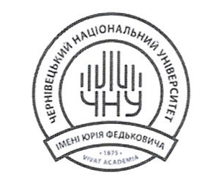 ЧЕРНІВЕЦЬКИЙ НАЦІОНАЛЬНИЙ УНІВЕРСИТЕТ
ЧНУ
ІМЕНІ ЮРІЯ ФЕДЬКОВИЧА
• 1875 •
VIVAT ACADEMIA